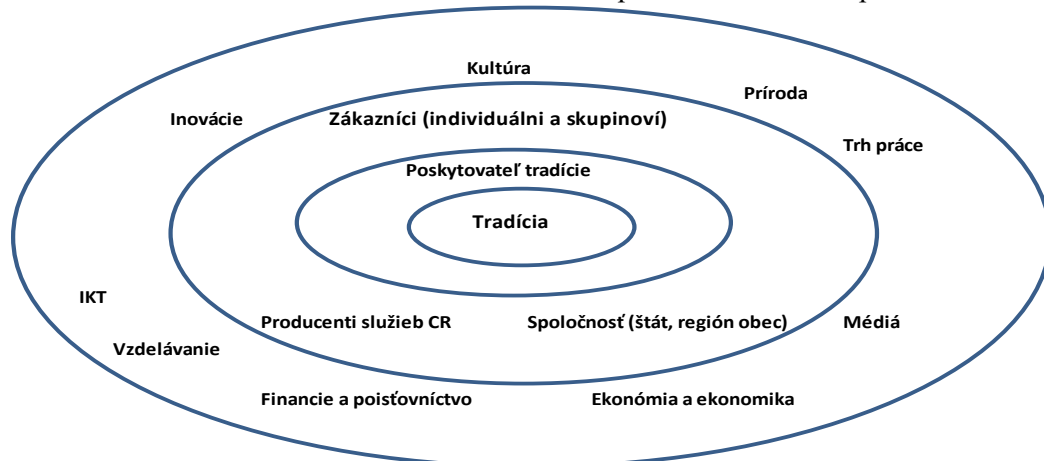 Kultúra
Príroda
Inovácie
Zákazníci (individuálni a skupinoví)
Trh práce
Poskytovateľ tradície
Tradícia
IKT
Producenti služieb CR
Spoločnosť (štát, región obec)
Médiá
Vzdelávanie
Financie a poisťovníctvo
Ekonómia a ekonomika